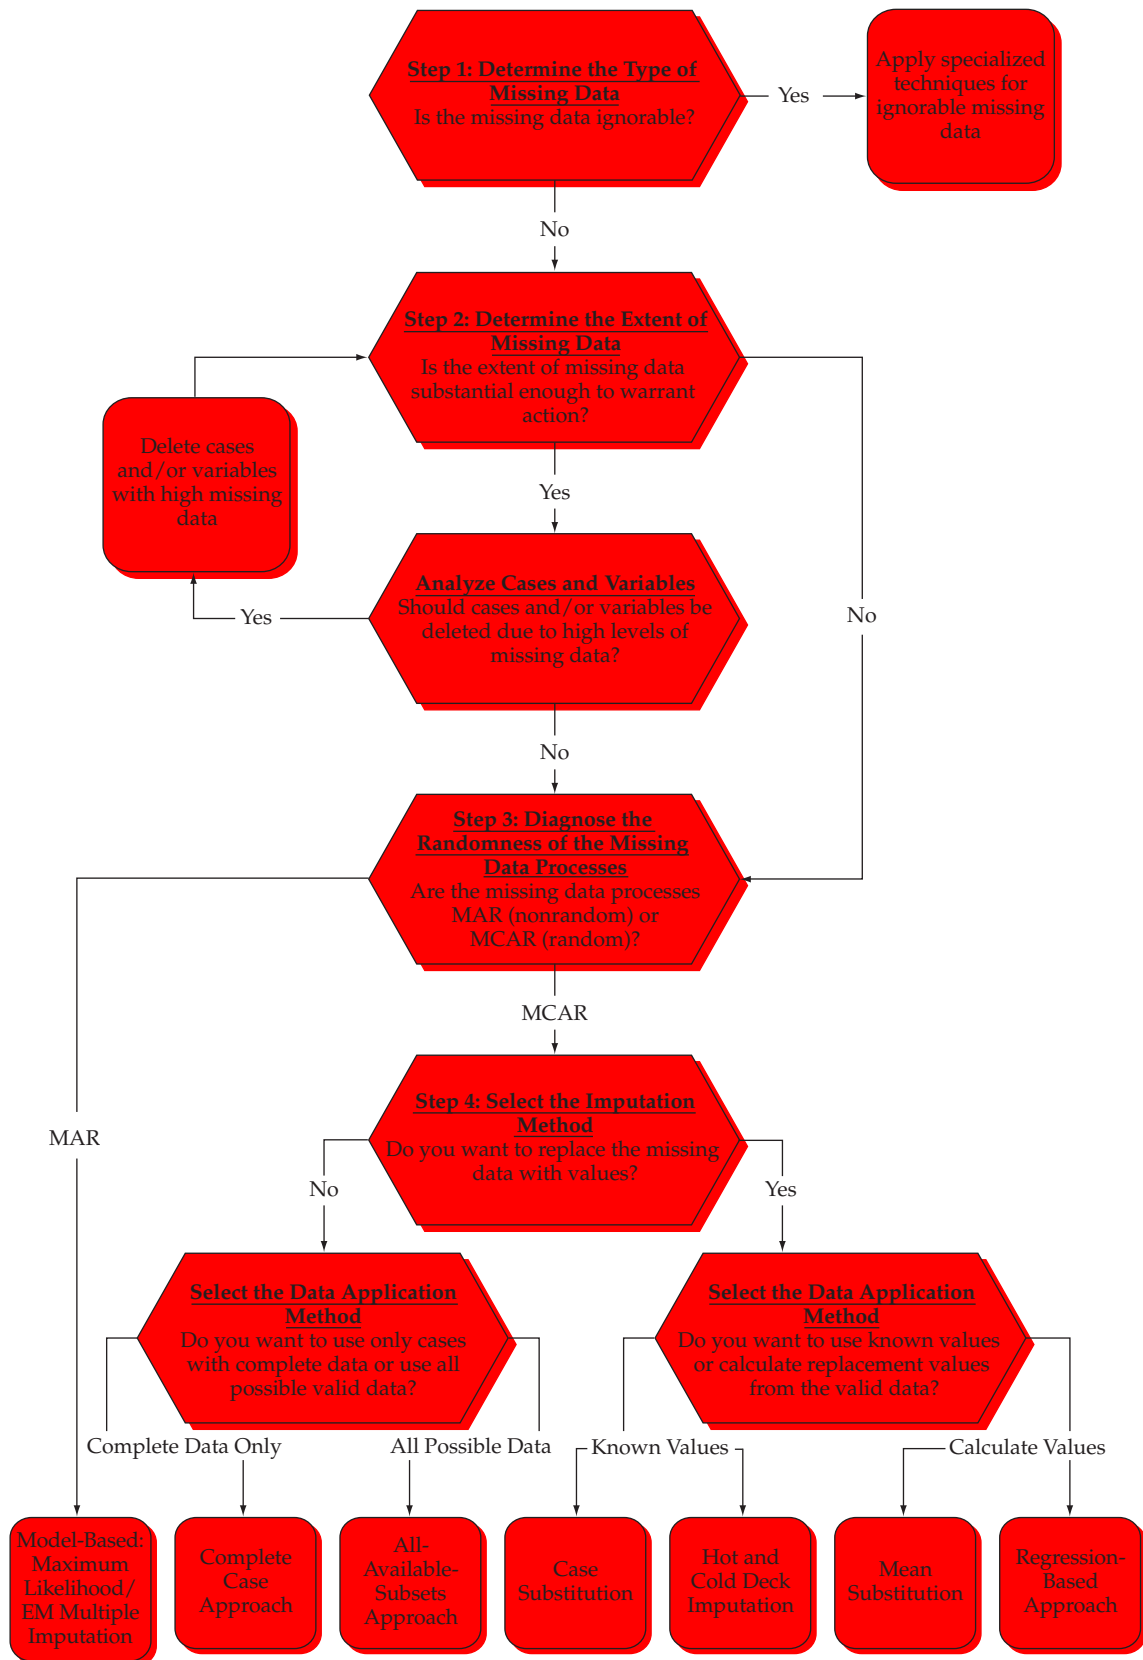 Step 1: Determine the Type of
Missing Data
Is the missing data ignorable?
Yes
Apply specialized
techniques for
ignorable missing
data
No
Step 2: Determine the Extent of
Missing Data
Is the extent of missing data
substantial enough to warrant
action?
Delete cases
and/or variables
with high missing
data
Yes
Analyze Cases and Variables
Should cases and/or variables be
deleted due to high levels of
missing data?
Yes
No
No
Step 3: Diagnose the
Randomness of the Missing
Data Processes
Are the missing data processes
MAR (nonrandom) or
MCAR (random)?
MCAR
MAR
Step 4: Select the Imputation
Method
Do you want to replace the missing
data with values?
No
Yes
Select the Data Application
Method
Do you want to use only cases
with complete data or use all
possible valid data?
Select the Data Application
Method
Do you want to use known values
or calculate replacement values
from the valid data?
Complete Data Only
All Possible Data
Known Values
Calculate Values
Model-Based:
Maximum
Likelihood/
EM Multiple
Imputation
Complete
Case
Approach
All-
Available-
Subsets
Approach
Case
Substitution
Hot and
Cold Deck
Imputation
Mean
Substitution
Regression-
Based
Approach